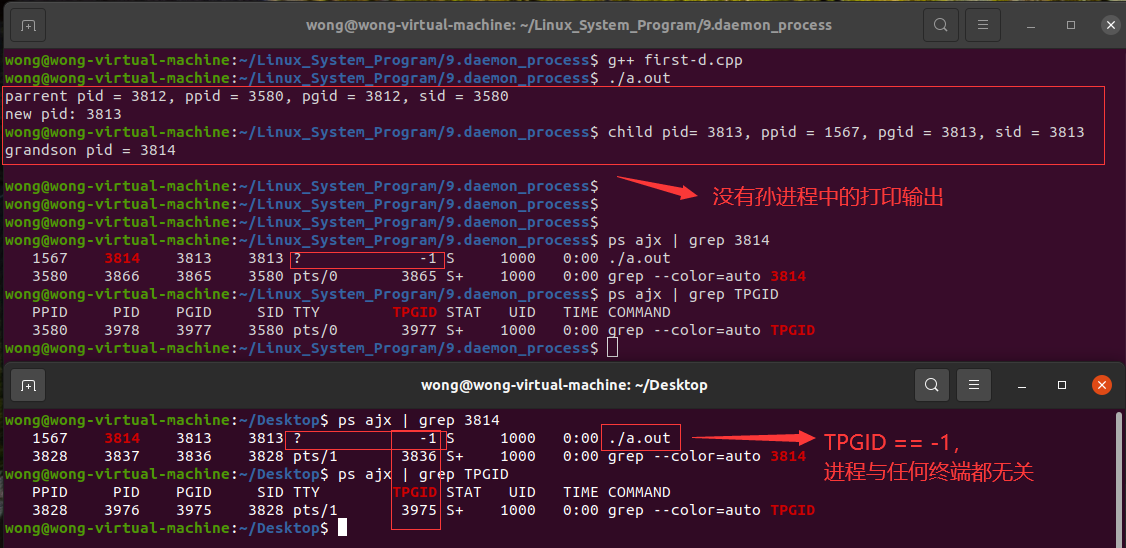 wong@wong-virtual-machine: ~/Linux_System_Program/9.daemon_process
wong@wong-virtual-machine:~/Linux_System_Program/9.daemon_process$ g++ first-d.cpp
wong@wong-virtual-machine:~/Linux_System_Program/9.daemon_process$ ./a.out
parrent pid = 3812, ppid = 3580, pgid = 3812, sid = 3580
new pid: 3813
wong@wong-virtual-machine:~/Linux_System_Program/9.daemon_process$ child pid= 3813, ppid = 1567, pgid = 3813, sid = 3813
grandson pid = 3814
wong@wong-virtual-machine:~/Linux_System_Program/9.daemon_process$
没有孙进程中的打印输出
wong@wong-virtual-machine:~/Linux_System_Program/9.daemon_process$
wong@wong-virtual-machine:~/Linux_System_Program/9.daemon_process$
wong@wong-virtual-machine:~/Linux_System_Program/9.daemon_process$ ps ajx | grep 3814
1567 3814 3813 3813 ? -1 S 1000 0:00 ./a.out
3580 3866 3865 3580 pts/0 3865 S+ 1000 0:00 grep --color=auto 3814
wong@wong-virtual-machine:~/Linux_System_Program/9.daemon_process$ ps ajx | grep TPGID
PPID PID PGID SID TTY TPGID STAT UID TIME COMMAND
3580 3978 3977 3580 pts/0 3977 S+ 1000 0:00 grep --color=auto TPGID
wong@wong-virtual-machine:~/Linux_System_Program/9.daemon_process$
wong@wong-virtual-machine: ~/Desktop
wong@wong-virtual-machine:~/Desktop$ ps ajx | grep 3814
1567 3814 3813 3813 ? -1 S 1000 0:00 ./a.out
3828 3837 3836 3828 pts/1 3836 S+ 1000 0:00 grep --color=auto 3814
TPGID == -1,
进程与任何终端都无关
wong@wong-virtual-machine:~/Desktop$ ps ajx | grep TPGID
PPID PID PGID SID TTY TPGID STAT UID TIME COMMAND
3828 3976 3975 3828 pts/1 3975 S+ 1000 0:00 grep --color=auto TPGID
wong@wong-virtual-machine:~/Desktop$